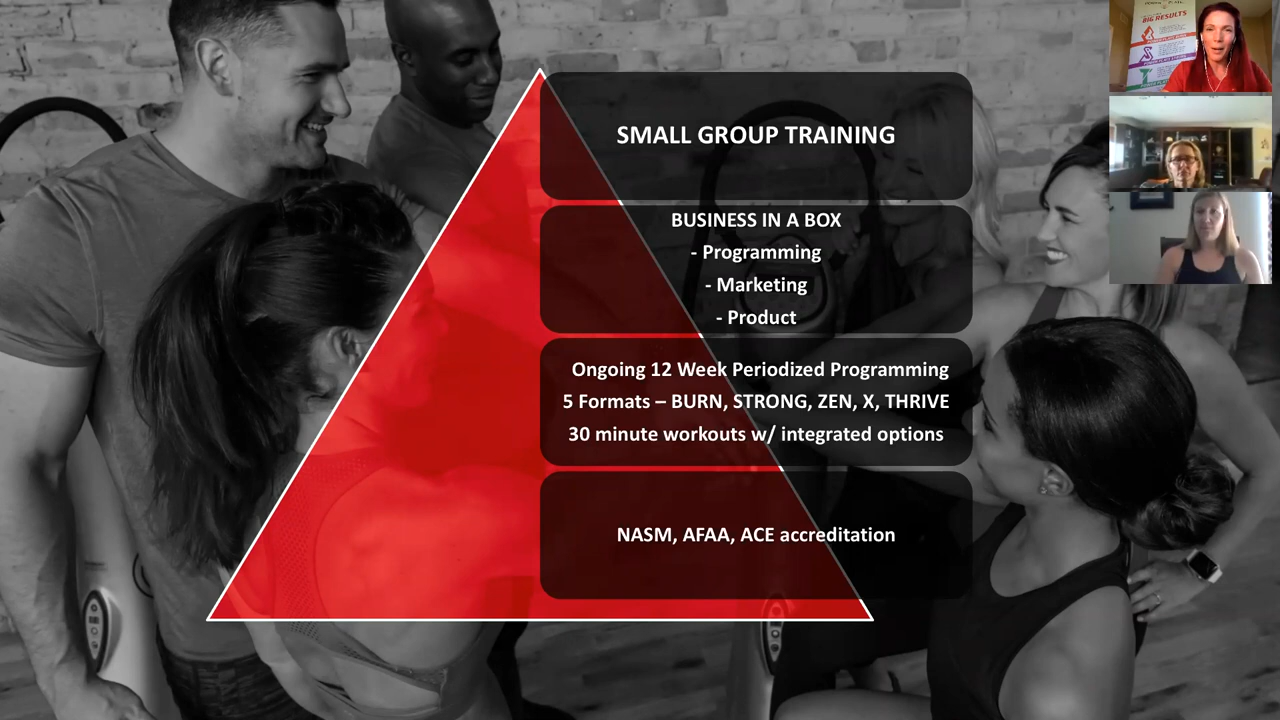 SMALL GROUP TRAINING
BUSINESS IN A BOX
- Programming
- Marketing
- Product
Ongoing 12 Week Periodized Programming
5 Formats – BURN, STRONG, ZEN, X, THRIVE
30 minute workouts w/ integrated options
NASM, AFAA, ACE accreditation
BIG RESULTS